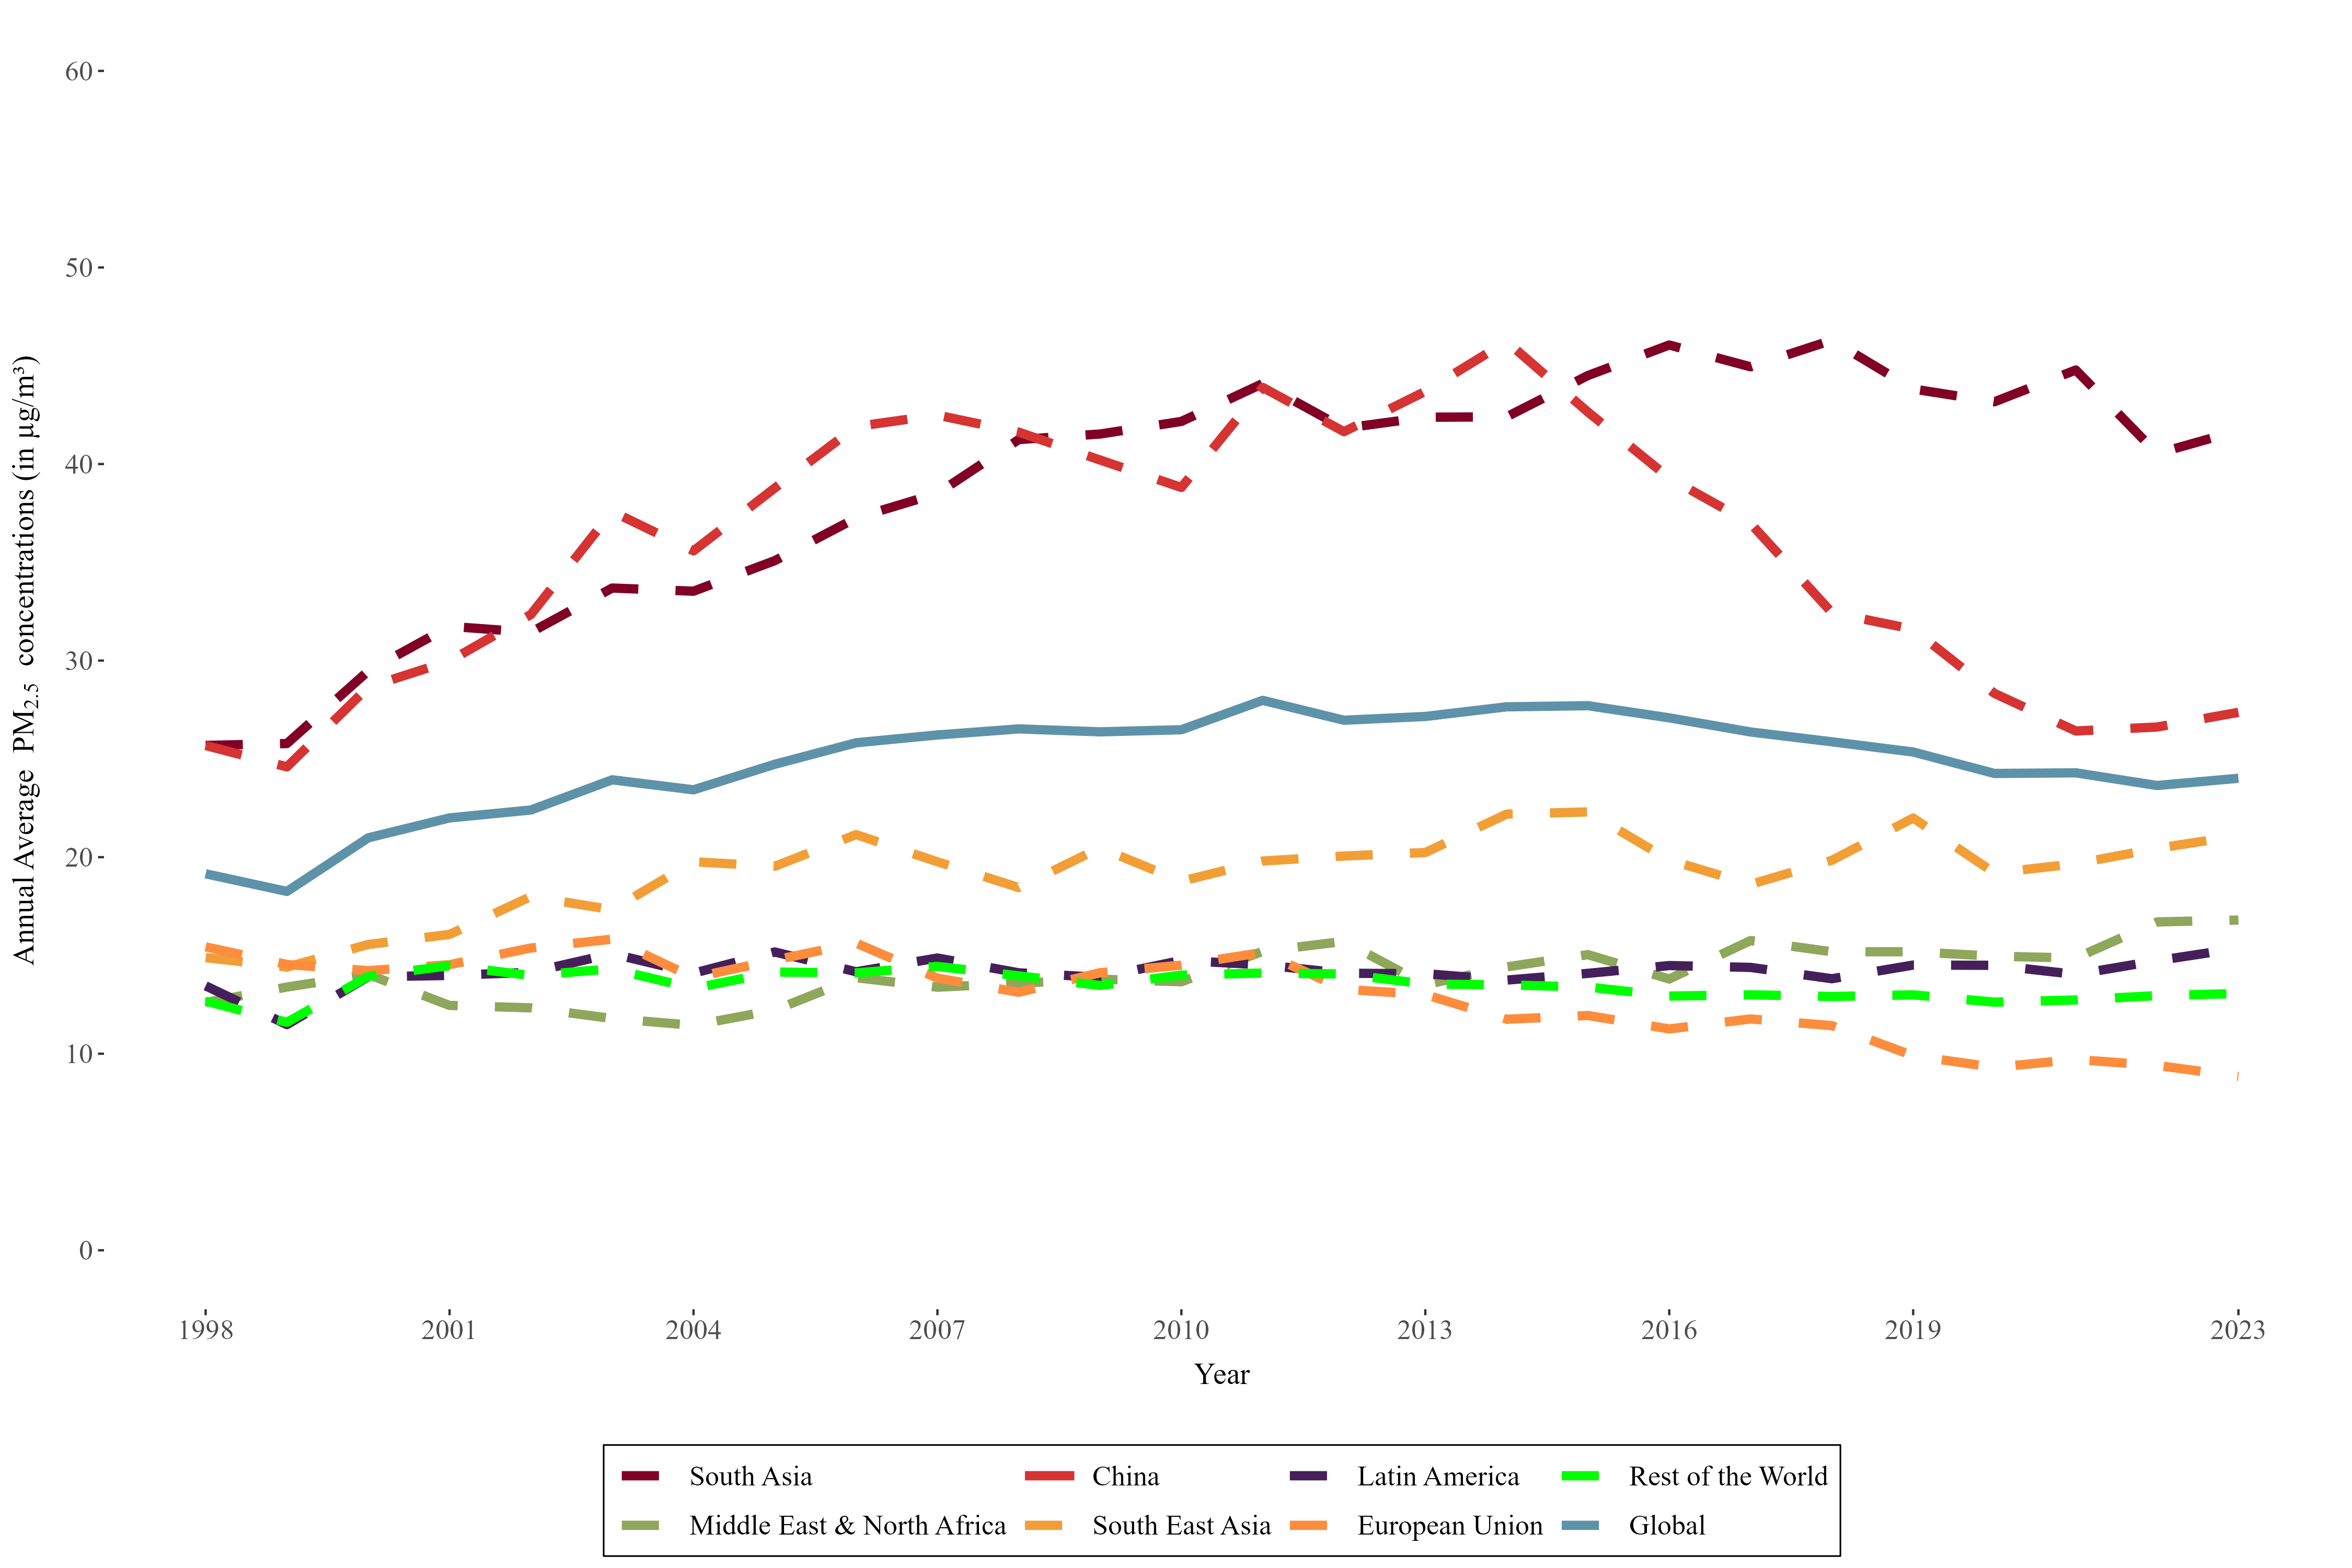 60
50
40
30
20
10
0
Annual Average PM₂.₅ concentrations (in µg/m³)
1998 2001 2004 2007 2010 2013 2016 2019 2023
Year
South Asia China Latin America Rest of the World
Middle East & North Africa South East Asia European Union Global